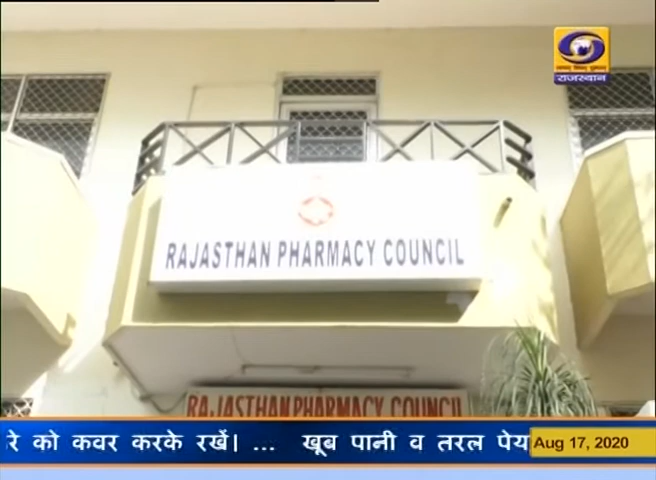 राजस्थान
RAJASTHAN PHARMACY COUNCIL
RAJASTHAN PHARMACY COUNCIL
रे को कवर करके रखें। ... खूब पानी व तरल पेय
Aug 17, 2020